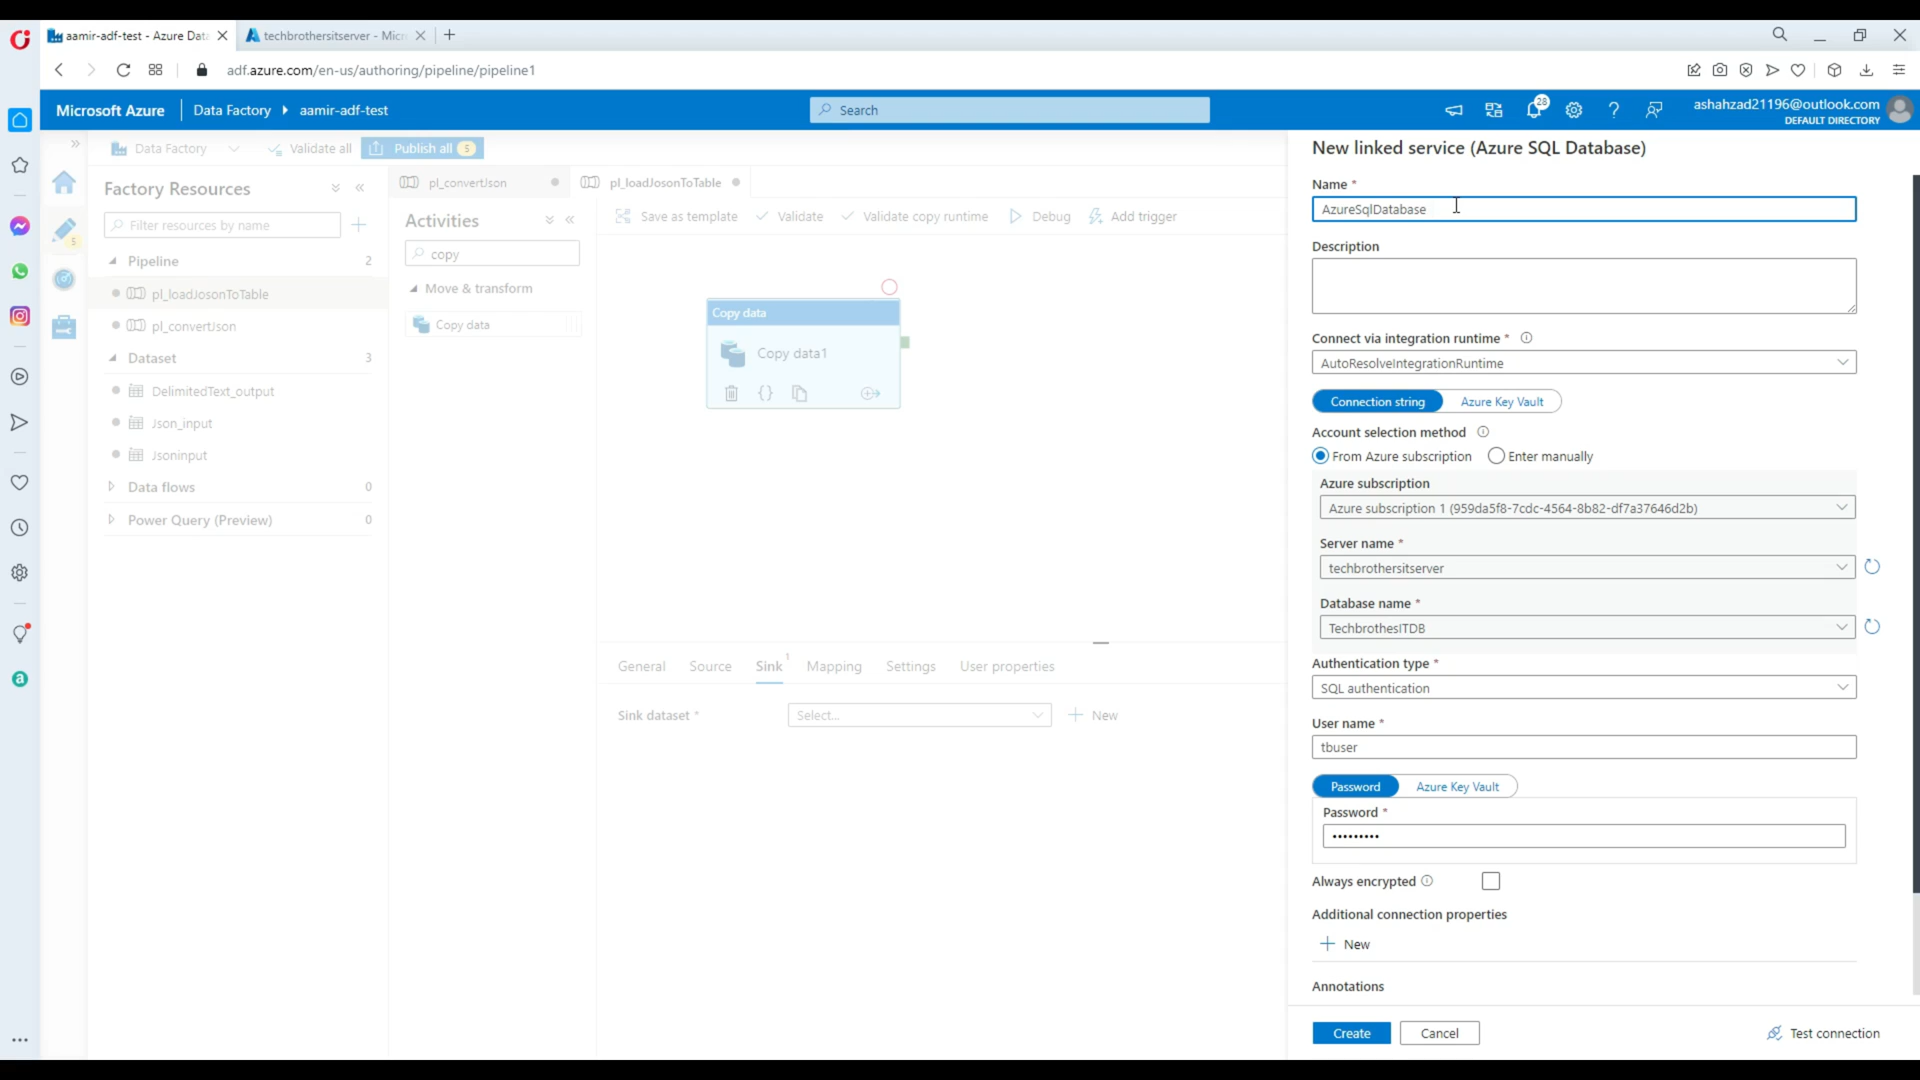 aamir-adf-test - Azure Dat
techbrothersitserver - Micr
adf.azure.com/en-us/authoring/pipeline/pipeline1
Microsoft Azure
Data Factory
aamir-adf-test
Search
28
ashahzad21196@outlook.com
DEFAULT DIRECTORY
Data Factory
Validate all
Publish all 5
Factory Resources
Filter resources by name
5
Pipeline 2
pl_loadJosonToTable
pl_convertJson
Dataset 3
DelimitedText_output
Json_input
Jsoninput
Data flows 0
Power Query (Preview) 0
pl_convertJson
pl_loadJosonToTable
Activities
copy
Move & transform
Copy data
Save as template
Validate
Validate copy runtime
Debug
Add trigger
Copy data
Copy data1
General
Source
Sink 1
Mapping
Settings
User properties
Sink dataset *
Select...
New
New linked service (Azure SQL Database)
Name *
AzureSqlDatabase
Description
Connect via integration runtime *
AutoResolveIntegrationRuntime
Connection string
Azure Key Vault
Account selection method
From Azure subscription
Enter manually
Azure subscription
Azure subscription 1 (959da5f8-7cdc-4564-8b82-df7a37646d2b)
Server name *
techbrothersitserver
Database name *
TechbrothesITDB
Authentication type *
SQL authentication
User name *
tbuser
Password
Azure Key Vault
Password *
•••••••••
Always encrypted
Additional connection properties
New
Annotations
Create
Cancel
Test connection